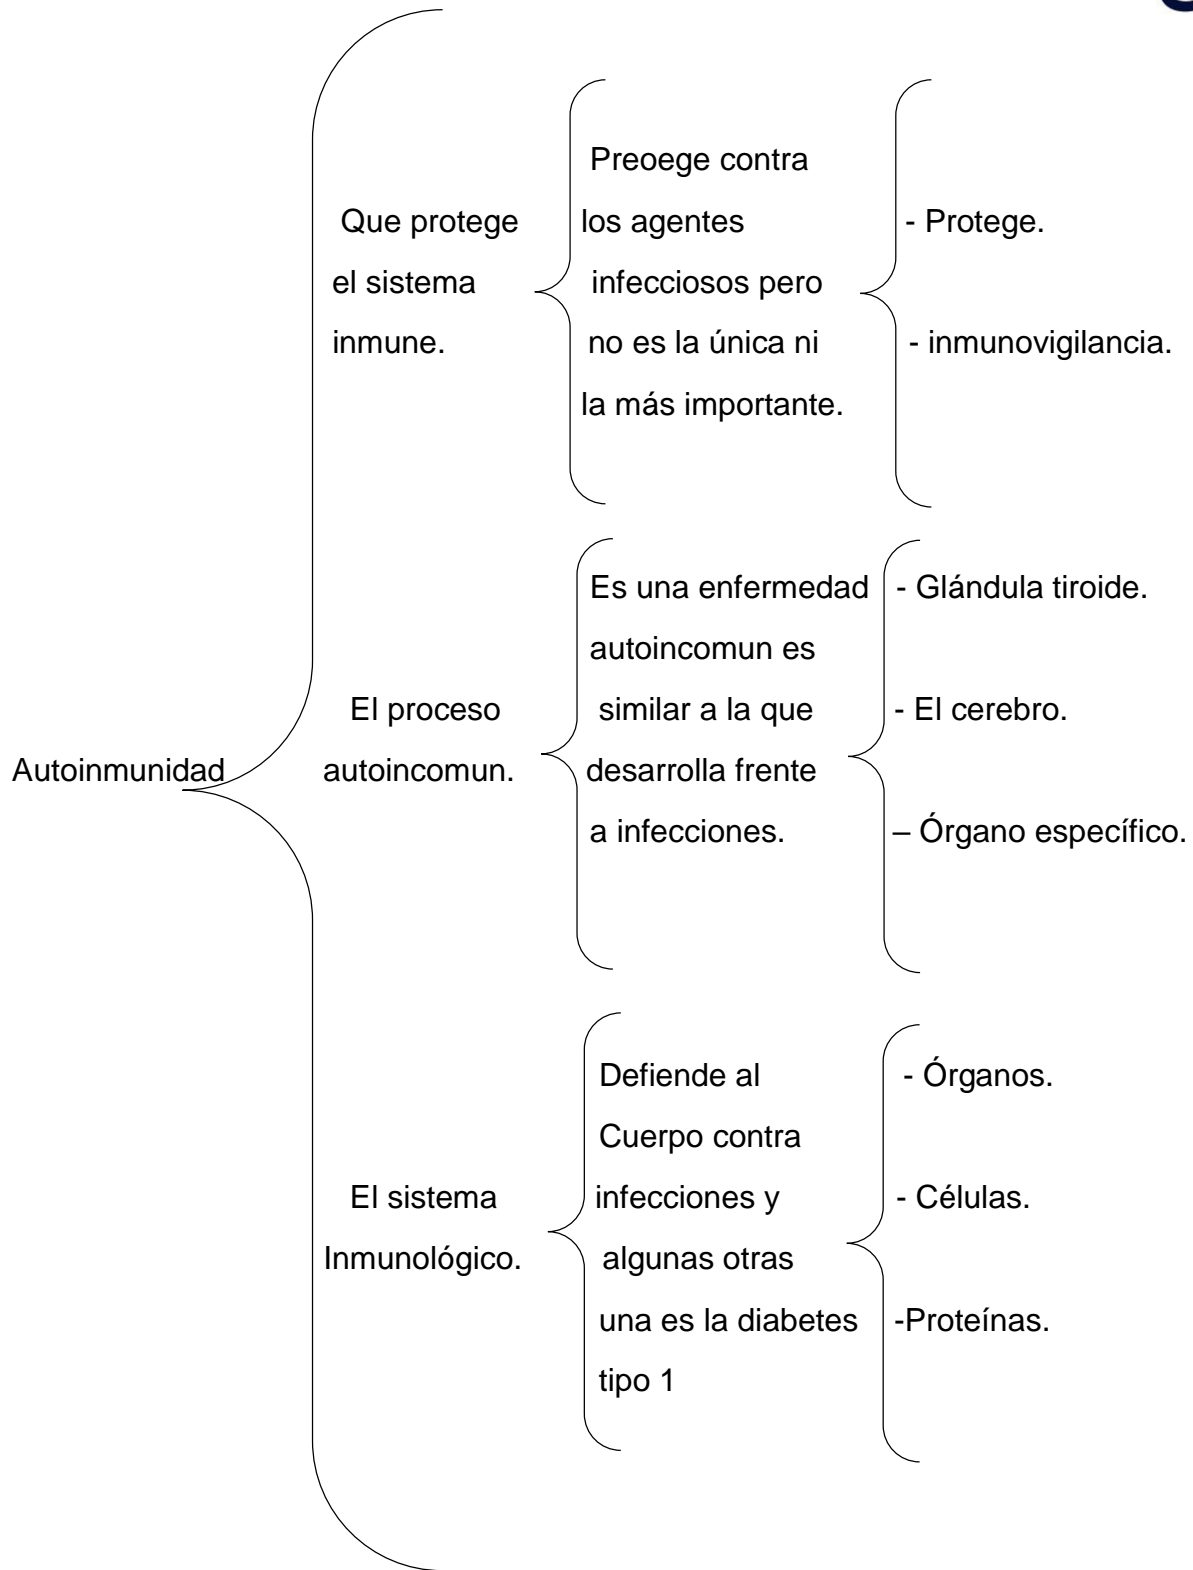 Autoinmunidad
Que protege
el sistema
inmune.
Preoege contra
los agentes
infecciosos pero
no es la única ni
la más importante.
- Protege.
- inmunovigilancia.
El proceso
autoincomun.
Es una enfermedad
autoincomun es
similar a la que
desarrolla frente
a infecciones.
- Glándula tiroide.
- El cerebro.
– Órgano específico.
El sistema
Inmunológico.
Defiende al
Cuerpo contra
infecciones y
algunas otras
una es la diabetes
tipo 1
- Órganos.
- Células.
-Proteínas.